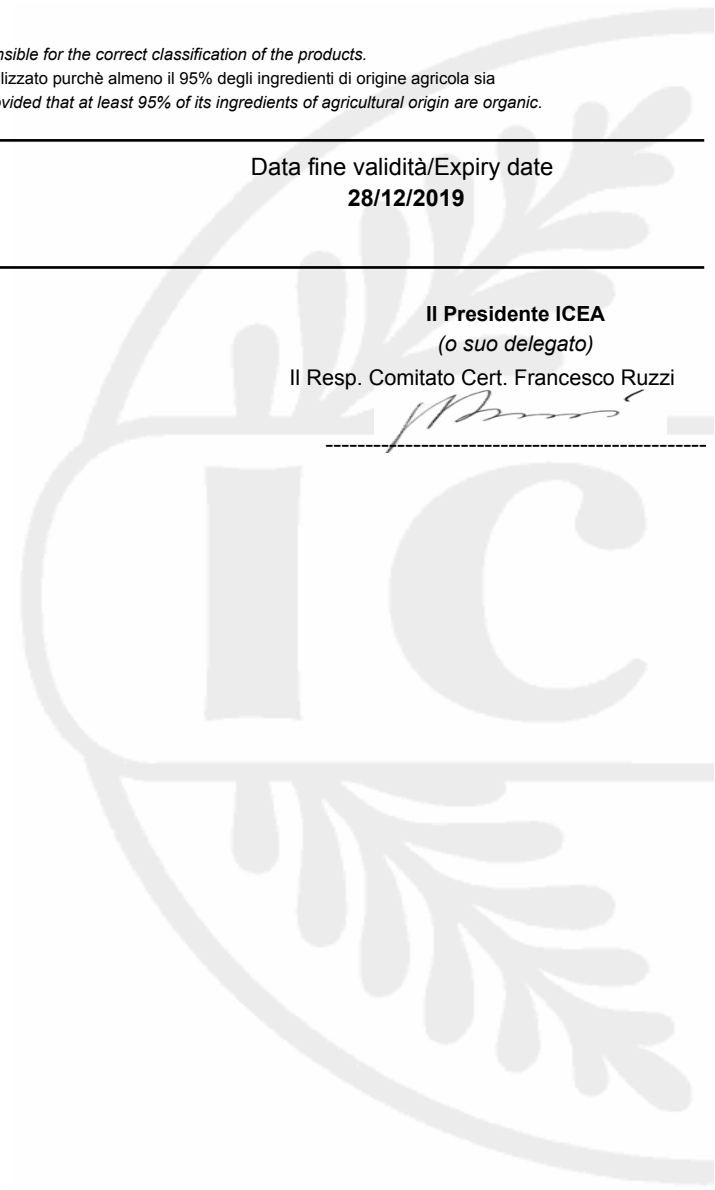 nsible for the correct classification of the products.
lizzato purchè almeno il 95% degli ingredienti di origine agricola sia
ovided that at least 95% of its ingredients of agricultural origin are organic.
Data fine validità/Expiry date
28/12/2019
Il Presidente ICEA
(o suo delegato)
Il Resp. Comitato Cert. Francesco Ruzzi
IC